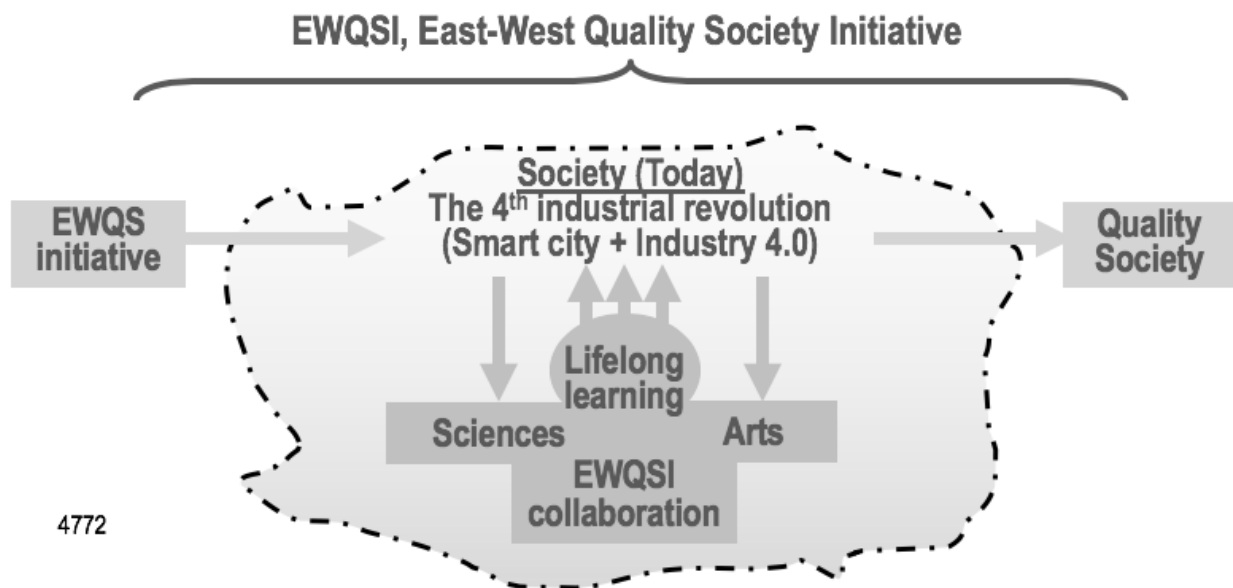 EWQSI, East-West Quality Society Initiative
Society (Today)
The 4th industrial revolution
(Smart city + Industry 4.0)
EWQS
initiative
Quality
Society
Lifelong
learning
Sciences
Arts
EWQSI
collaboration
4772